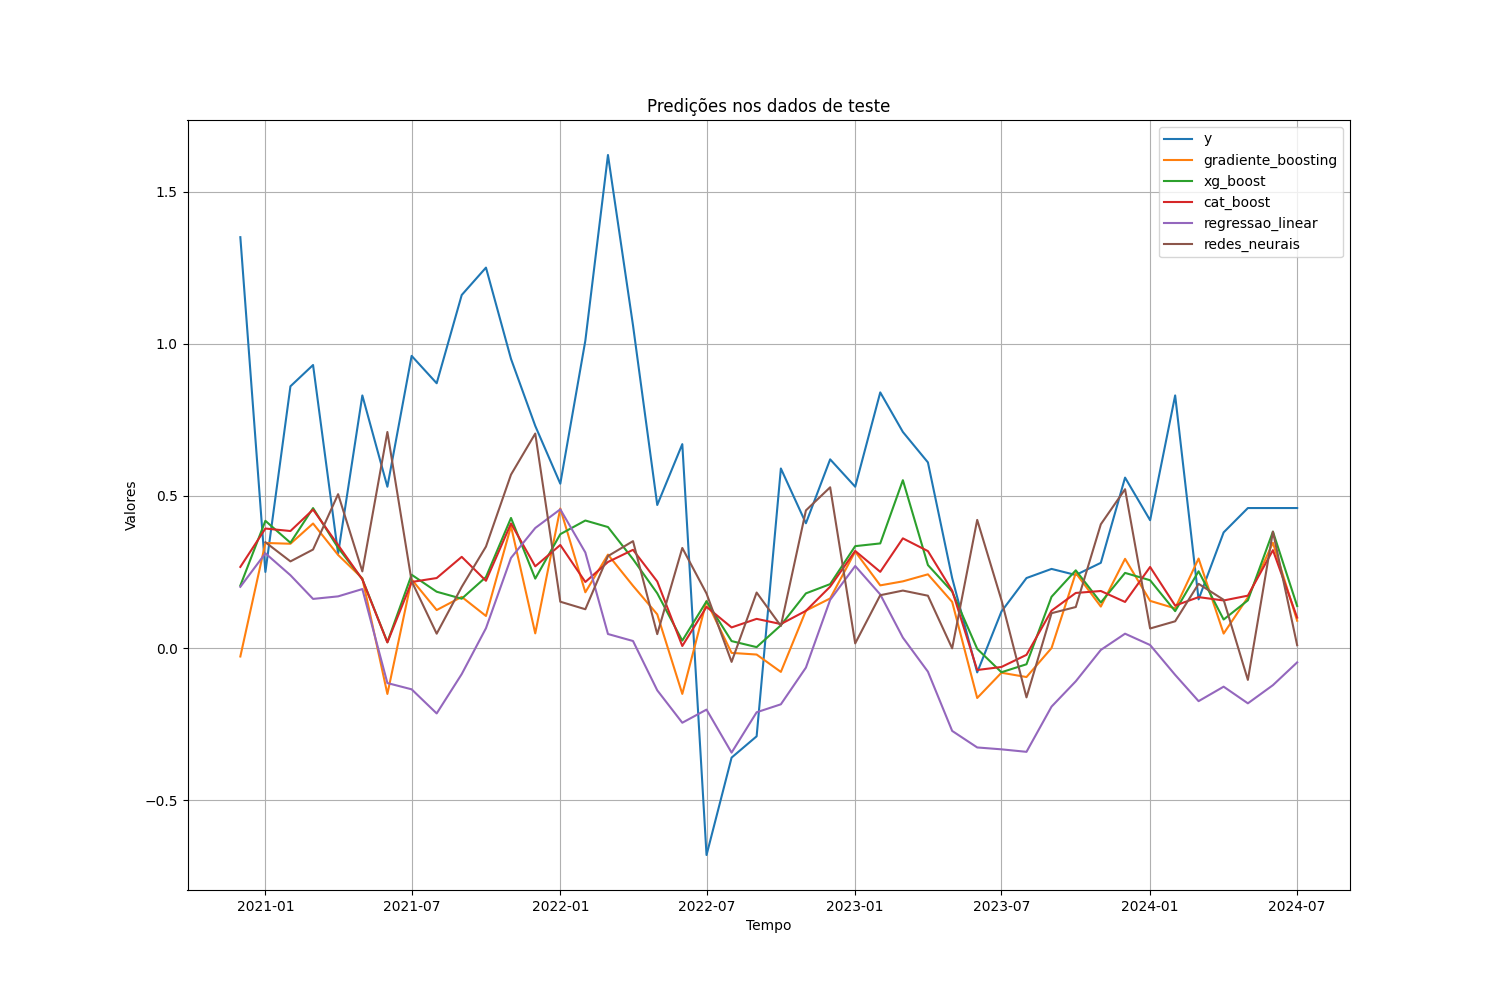 Predições nos dados de teste
y
gradiente_boosting
xg_boost
cat_boost
regressao_linear
redes_neurais
Valores
1.5
1.0
0.5
0.0
−0.5
2021-01 2021-07 2022-01 2022-07 2023-01 2023-07 2024-01 2024-07
Tempo